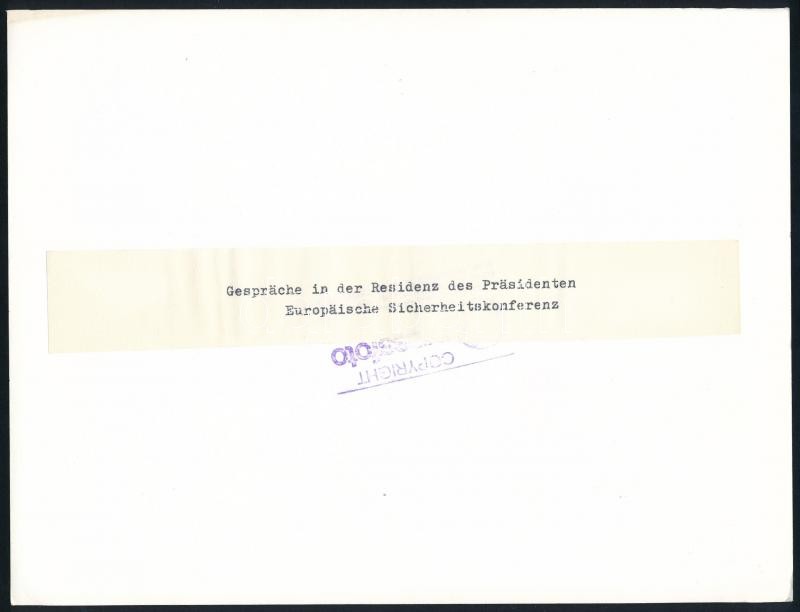 Gespräche in der Residenz des Präsidenten
Europäische Sicherheitskonferenz
COPYRIGHT